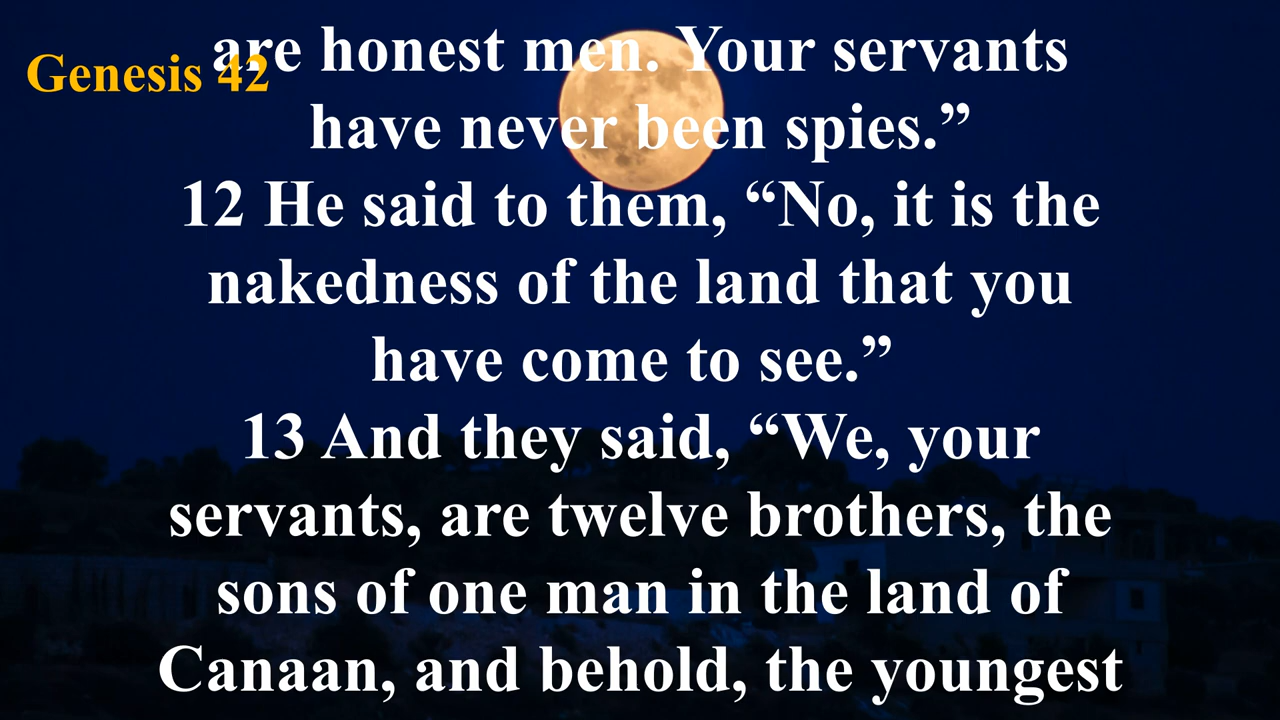 Genesis 42
are honest men. Your servants
have never been spies.”
12 He said to them, “No, it is the
nakedness of the land that you
have come to see.”
13 And they said, “We, your
servants, are twelve brothers, the
sons of one man in the land of
Canaan, and behold, the youngest